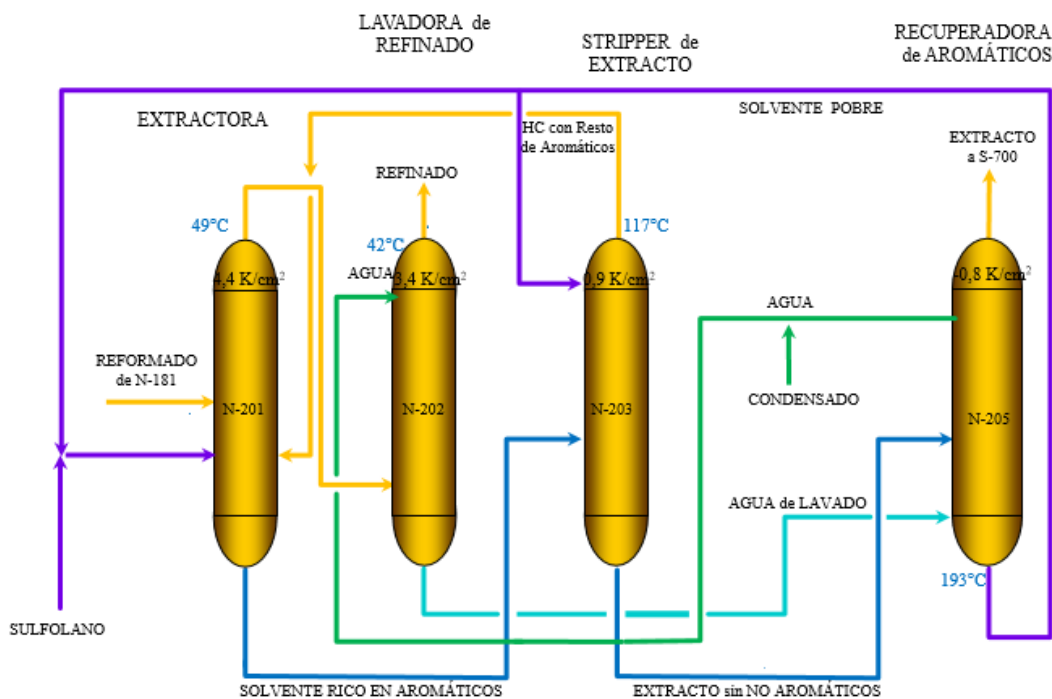 LAVADORA de
REFINADO
STRIPPER de
EXTRACTO
RECUPERADORA
de AROMÁTICOS
SOLVENTE POBRE
EXTRACTORA
HC con Resto
de Aromáticos
EXTRACTO
a S-700
REFINADO
49°C
42°C
117°C
4,4 K/cm²
AGUA
3,4 K/cm²
0,9 K/cm²
-0,8 K/cm²
AGUA
REFORMADO
de N-181
CONDENSADO
N-201
N-202
N-203
N-205
AGUA de LAVADO
193°C
SULFOLANO
SOLVENTE RICO EN AROMÁTICOS
EXTRACTO sin NO AROMÁTICOS